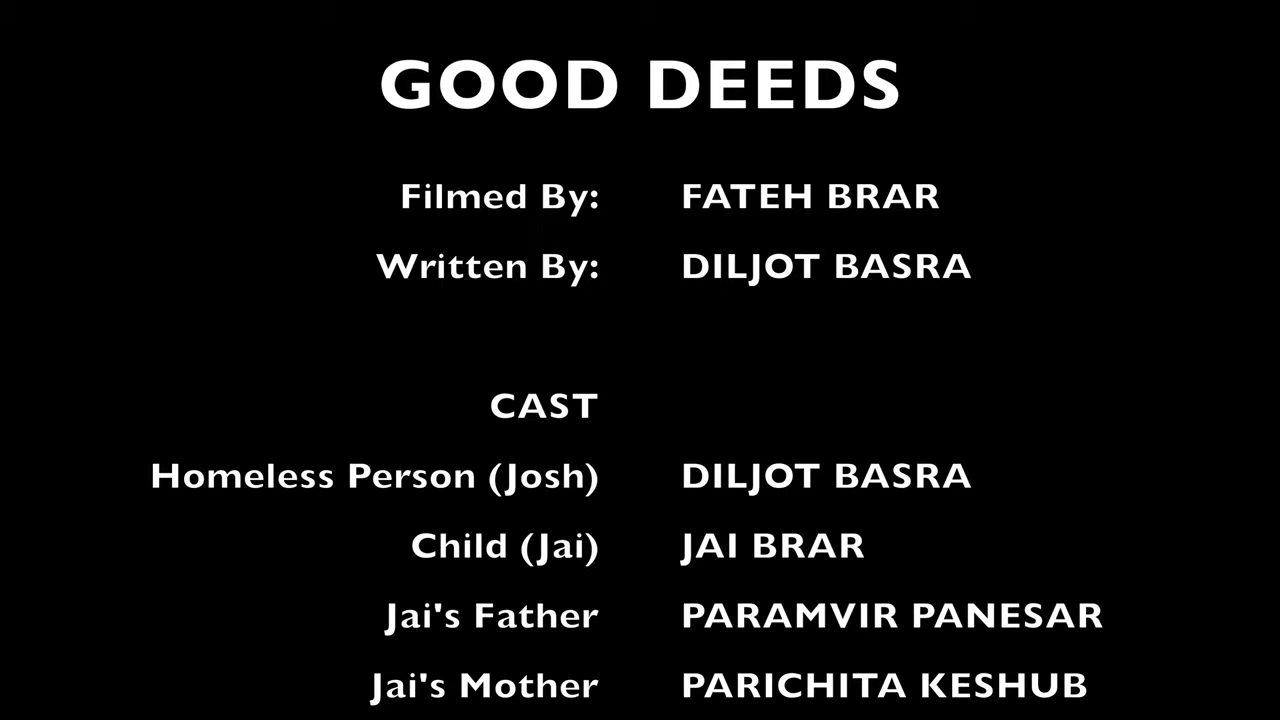 GOOD DEEDS
Filmed By: FATEH BRAR
Written By: DILJOT BASRA
CAST
Homeless Person (Josh) DILJOT BASRA
Child (Jai) JAI BRAR
Jai's Father PARAMVIR PANESAR
Jai's Mother PARICHITA KESHUB